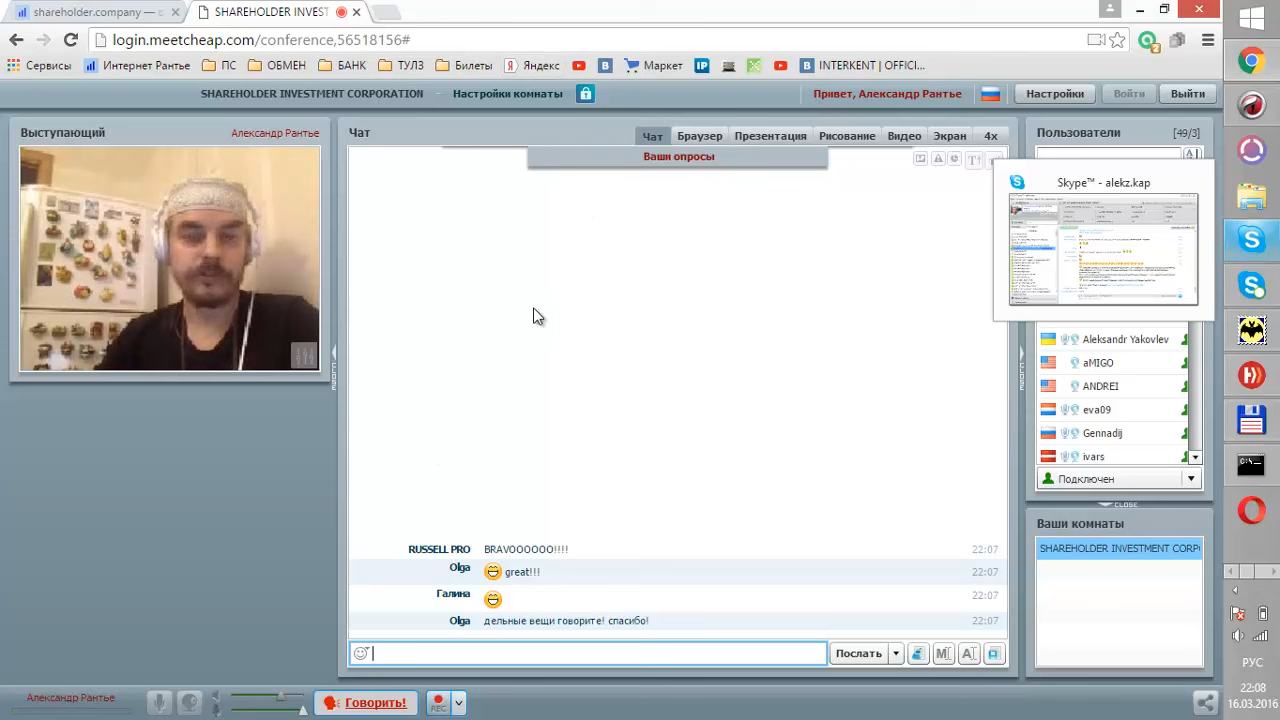 shareholder.company — с
SHAREHOLDER INVEST
login.meetcheap.com/conference,56518156#
Сервисы
Интернет Рантье
ПС
ОБМЕН
БАНК
ТУЛЗ
Билеты
Яндекс
Маркет
INTERKENT | OFFICI...
SHAREHOLDER INVESTMENT CORPORATION
Настройки комнаты
Привет, Александр Рантье
Настройки
Войти
Выйти
Выступающий
Александр Рантье
Чат
Чат
Браузер
Презентация
Рисование
Видео
Экран
4x
Ваши опросы
Пользователи
[49/3]
Skype™ - alekz.kap
Aleksandr Yakovlev
aMIGO
ANDREI
eva09
Gennadij
ivars
Подключен
CLOSE
Ваши комнаты
SHAREHOLDER INVESTMENT CORP
RUSSELL PRO BRAVOOOOOO!!!! 22:07
Olga great!!! 22:07
Галина 22:07
Olga дельные вещи говорите! спасибо! 22:07
Послать
Александр Рантье
Говорить!
REC
РУС
22:08
16.03.2016